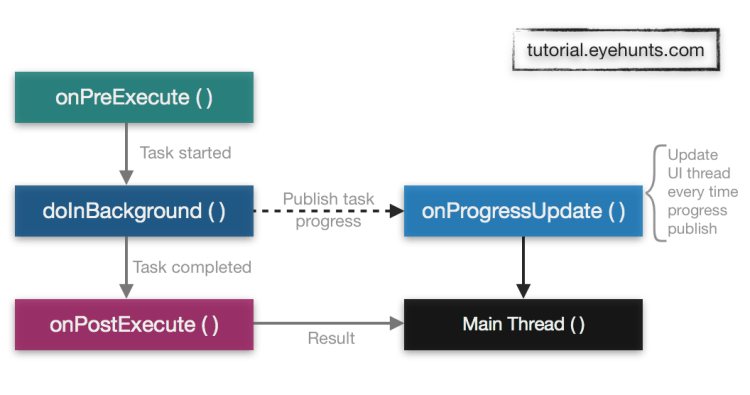 tutorial.eyehunts.com
onPreExecute ( )
Task started
doInBackground ( )
Publish task
progress
onProgressUpdate ( )
Update
UI thread
every time
progress
publish
Task completed
onPostExecute ( )
Result
Main Thread ( )